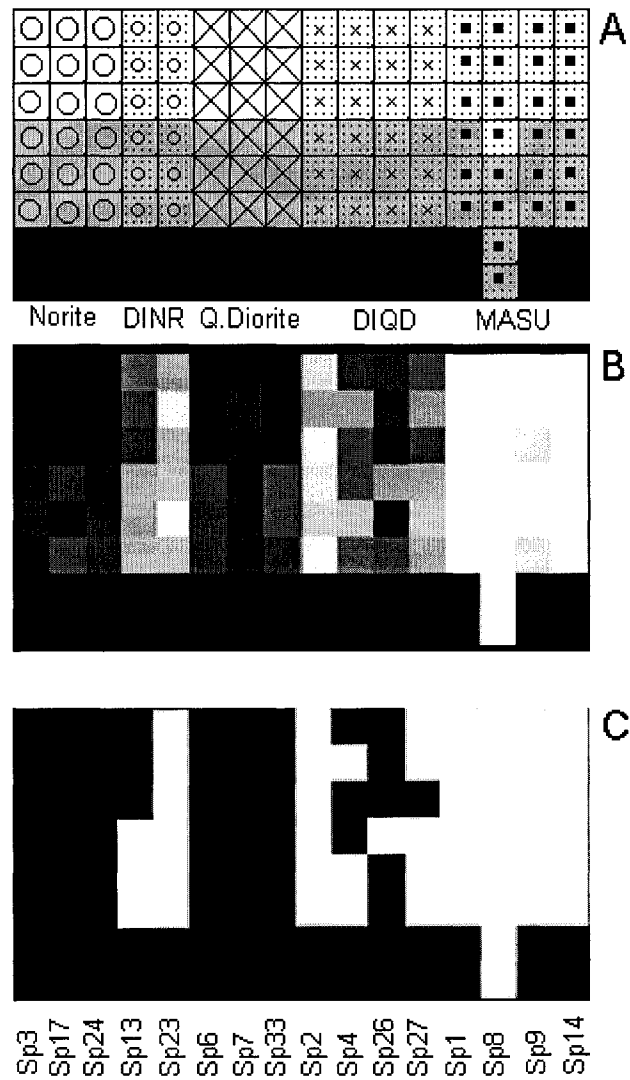 A
Norite DINR Q.Diorite DIQD MASU
B
C
Sp3 Sp17 Sp24 Sp13 Sp23 Sp6 Sp7 Sp33 Sp2 Sp4 Sp26 Sp27 Sp1 Sp8 Sp9 Sp14